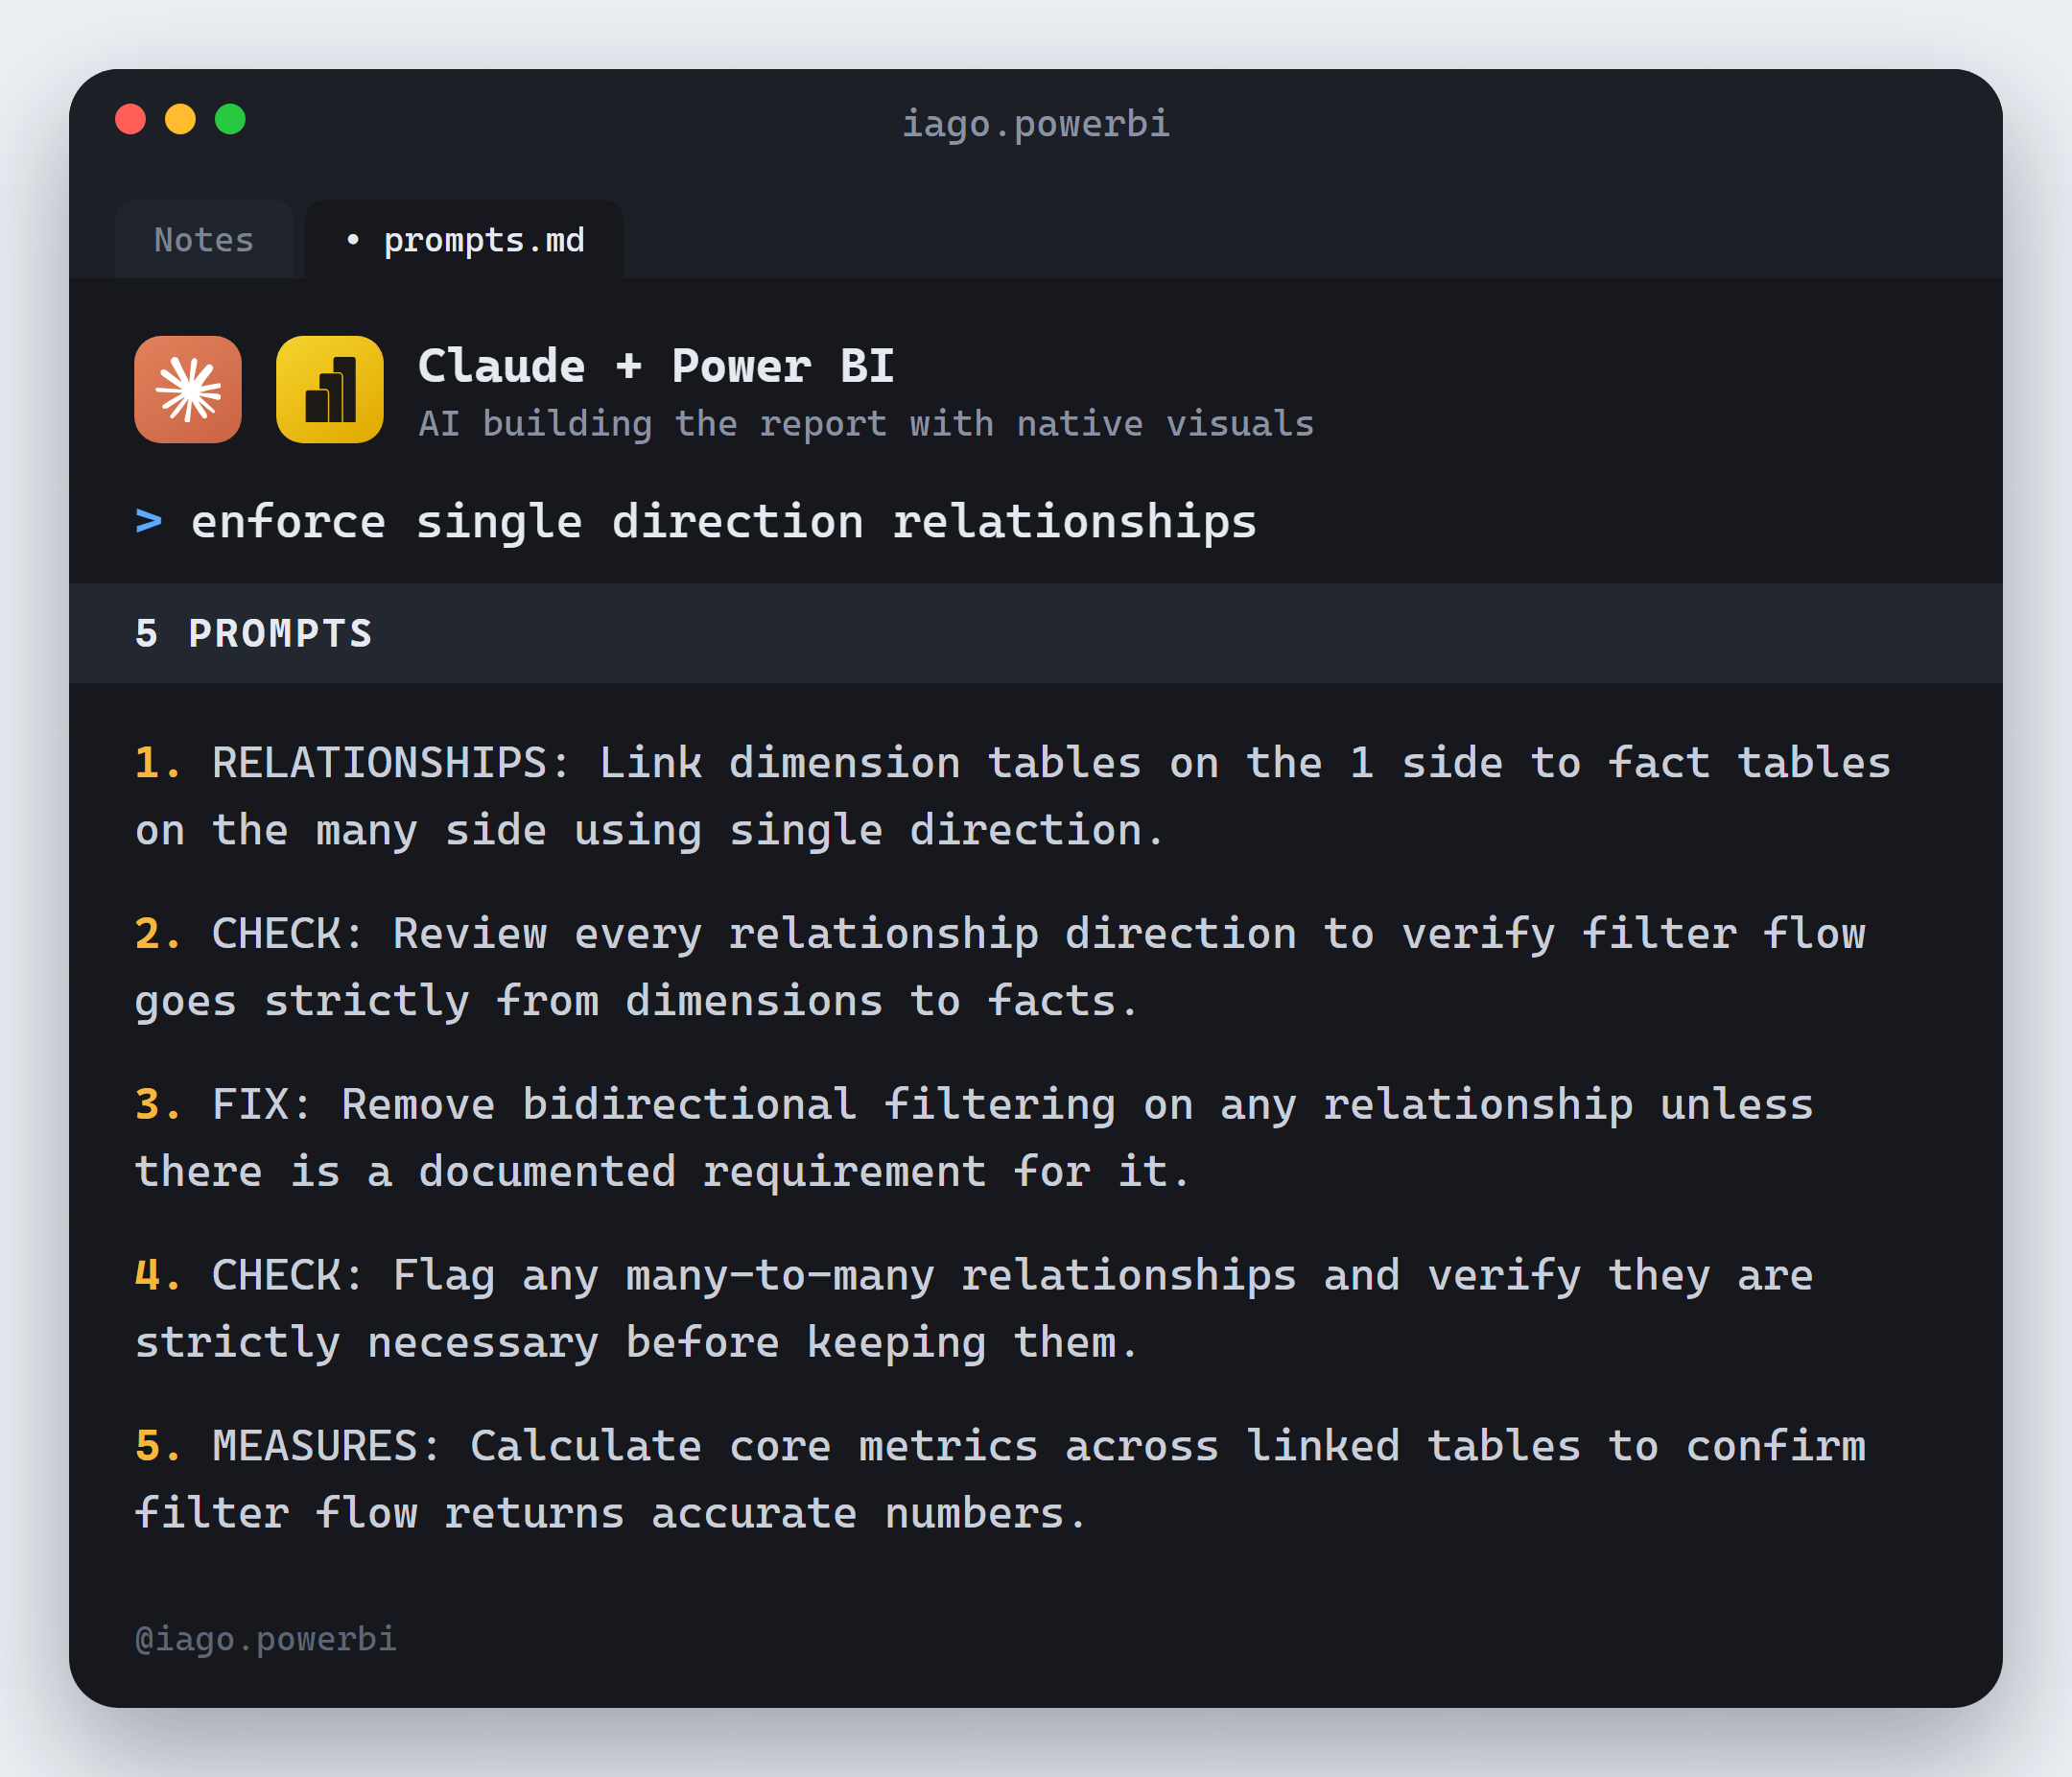 iago.powerbi
Notes
• prompts.md
Claude + Power BI
AI building the report with native visuals
> enforce single direction relationships
5 PROMPTS
1. RELATIONSHIPS: Link dimension tables on the 1 side to fact tables
on the many side using single direction.
2. CHECK: Review every relationship direction to verify filter flow
goes strictly from dimensions to facts.
3. FIX: Remove bidirectional filtering on any relationship unless
there is a documented requirement for it.
4. CHECK: Flag any many-to-many relationships and verify they are
strictly necessary before keeping them.
5. MEASURES: Calculate core metrics across linked tables to confirm
filter flow returns accurate numbers.
@iago.powerbi